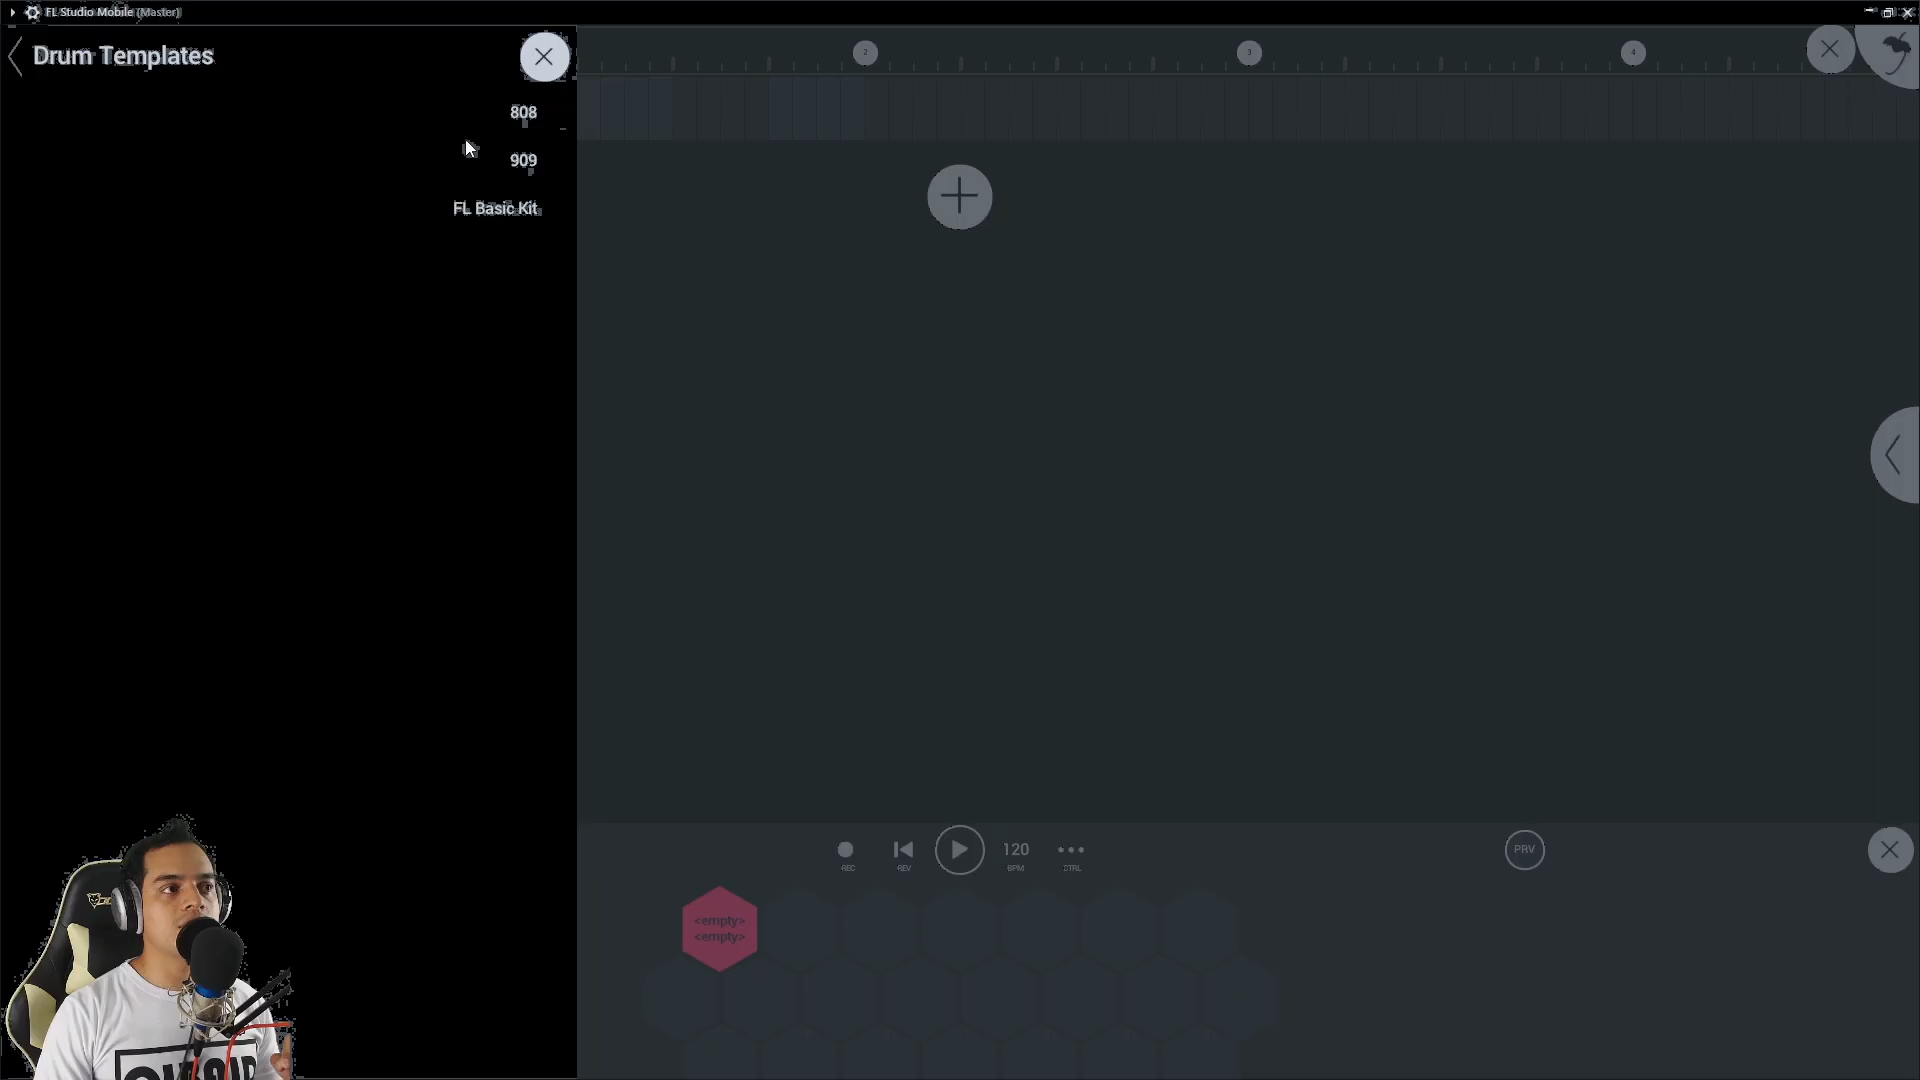 FL Studio Mobile (Master)
Drum Templates
808
909
FL Basic Kit
2
3
4
120
REC
REV
BPM
CTRL
PRV
<empty>
<empty>